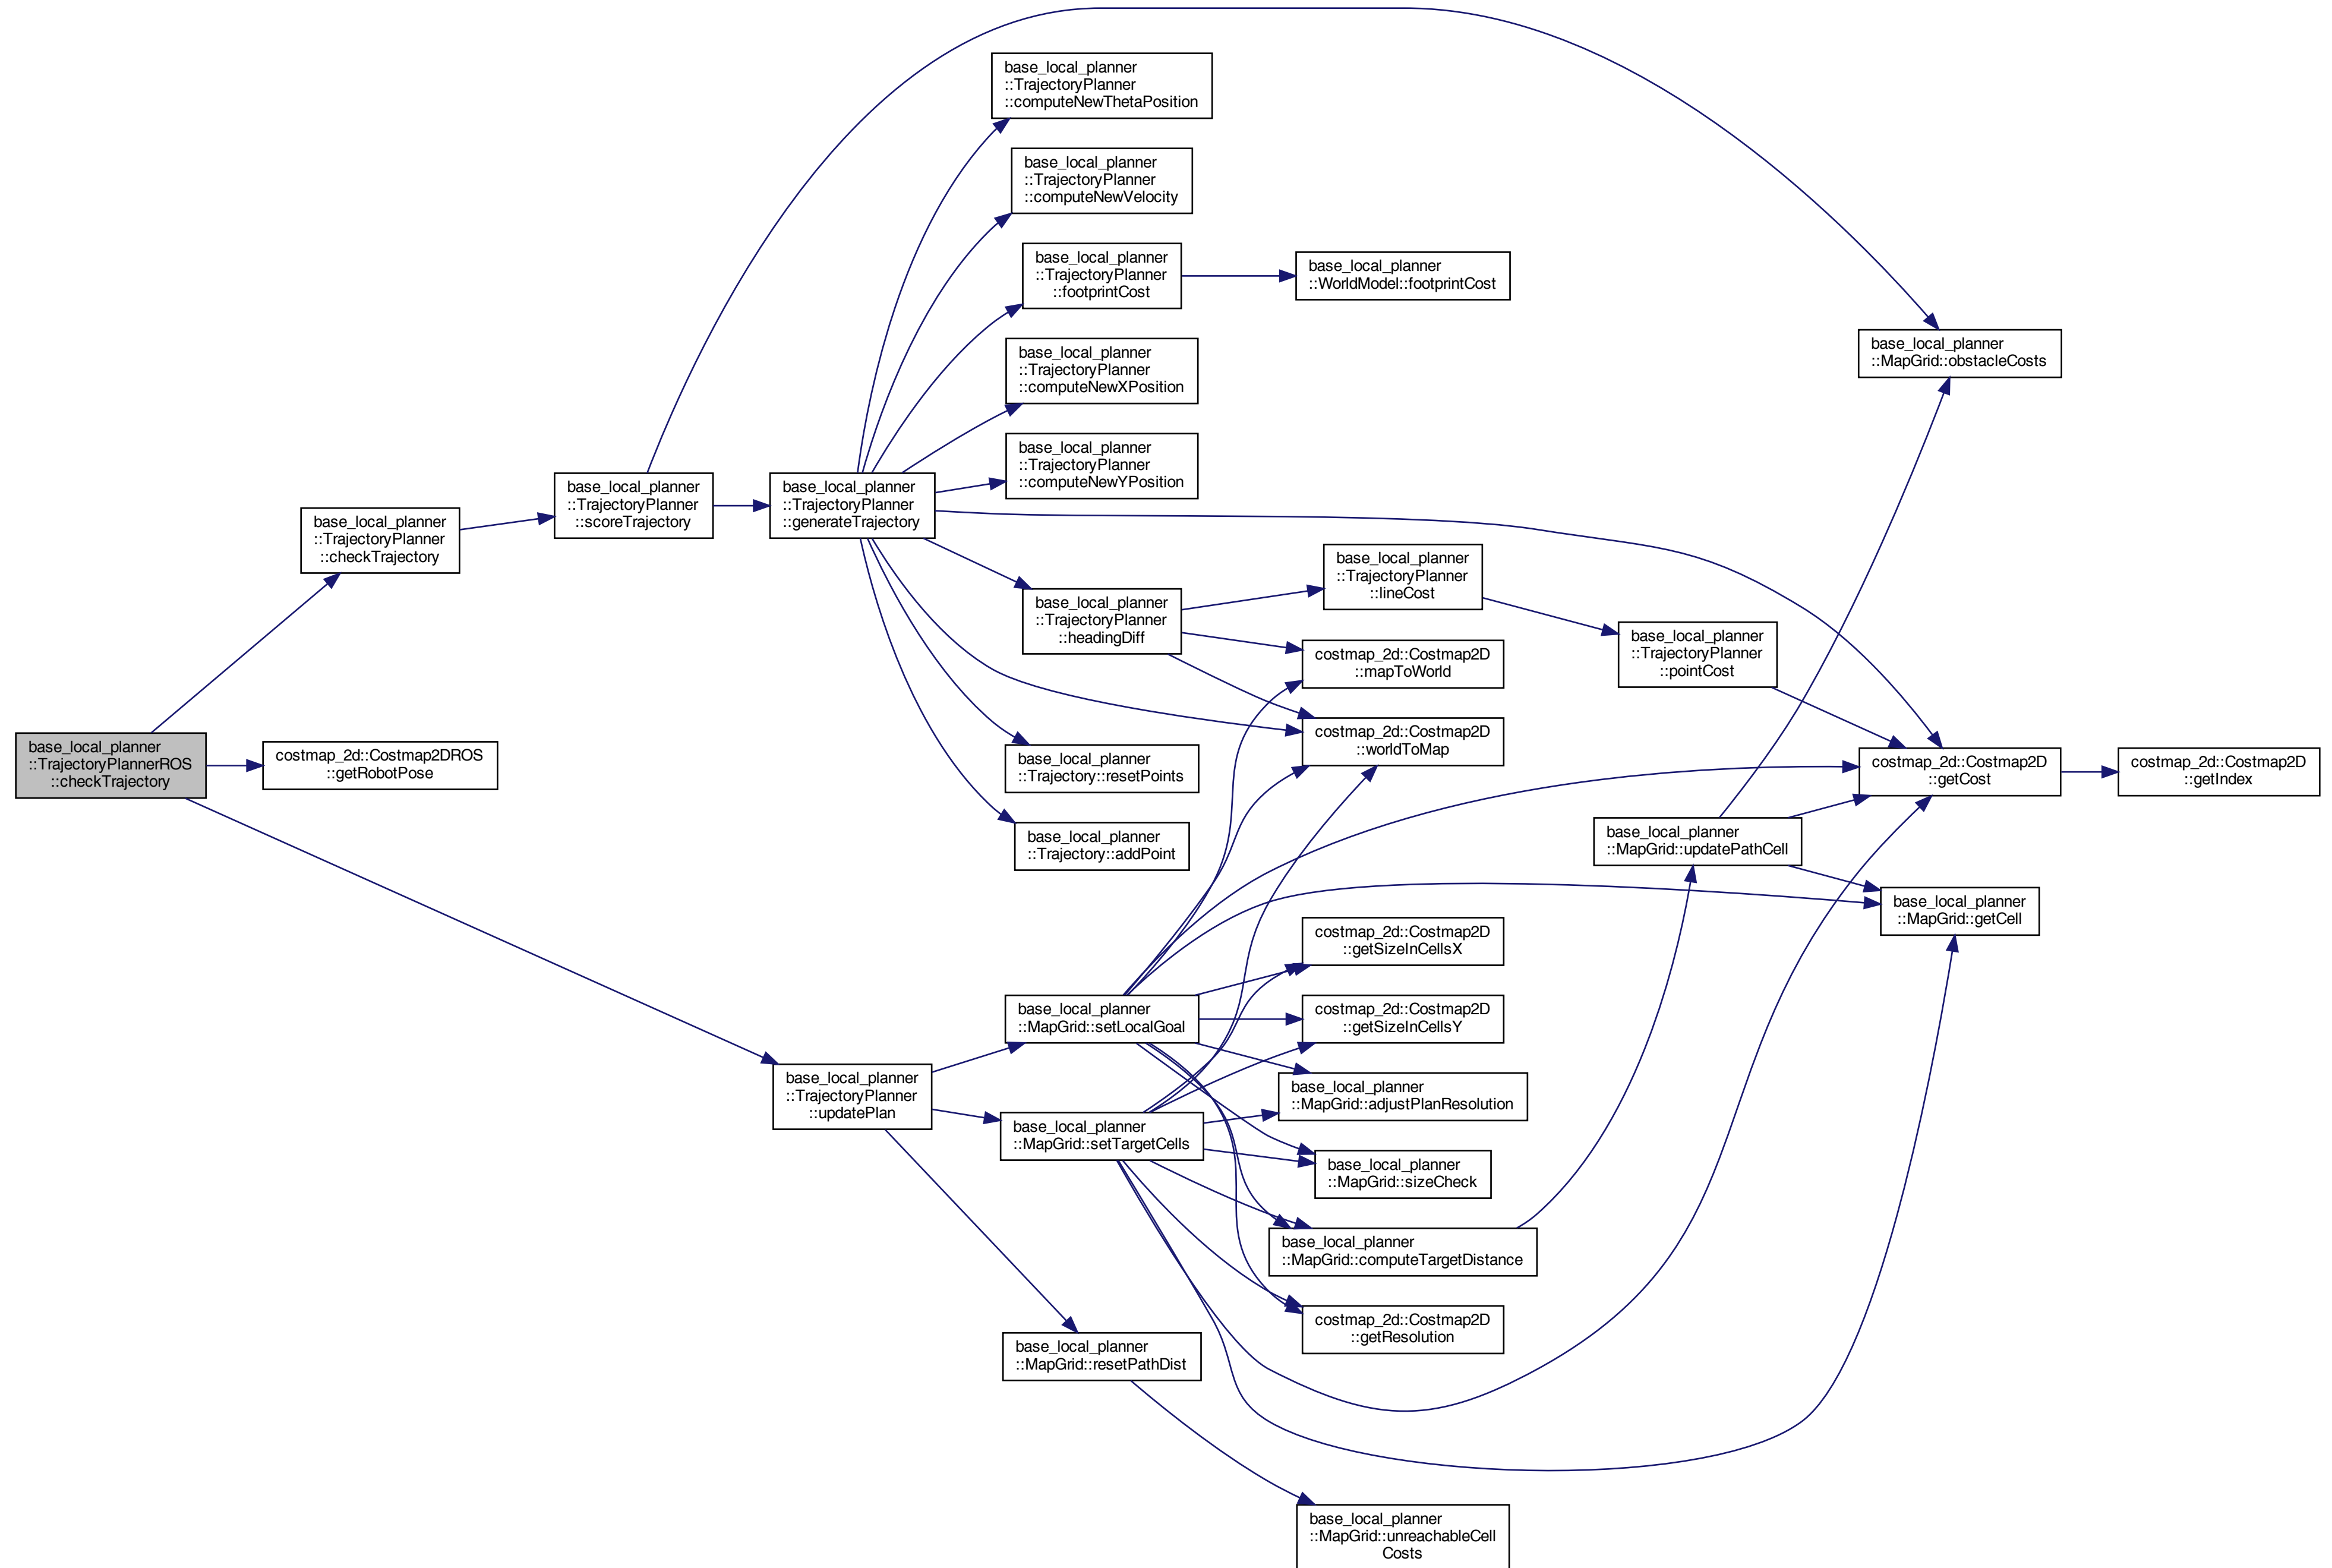 base_local_planner
::TrajectoryPlannerROS
::checkTrajectory
base_local_planner
::TrajectoryPlanner
::checkTrajectory
costmap_2d::Costmap2DROS
::getRobotPose
base_local_planner
::TrajectoryPlanner
::scoreTrajectory
base_local_planner
::TrajectoryPlanner
::generateTrajectory
base_local_planner
::TrajectoryPlanner
::updatePlan
base_local_planner
::TrajectoryPlanner
::computeNewThetaPosition
base_local_planner
::TrajectoryPlanner
::computeNewVelocity
base_local_planner
::TrajectoryPlanner
::footprintCost
base_local_planner
::WorldModel::footprintCost
base_local_planner
::TrajectoryPlanner
::computeNewXPosition
base_local_planner
::TrajectoryPlanner
::computeNewYPosition
base_local_planner
::TrajectoryPlanner
::headingDiff
base_local_planner
::TrajectoryPlanner
::lineCost
costmap_2d::Costmap2D
::mapToWorld
costmap_2d::Costmap2D
::worldToMap
base_local_planner
::Trajectory::resetPoints
base_local_planner
::Trajectory::addPoint
base_local_planner
::TrajectoryPlanner
::pointCost
base_local_planner
::MapGrid::obstacleCosts
costmap_2d::Costmap2D
::getCost
costmap_2d::Costmap2D
::getIndex
base_local_planner
::MapGrid::updatePathCell
base_local_planner
::MapGrid::getCell
base_local_planner
::MapGrid::setLocalGoal
base_local_planner
::MapGrid::setTargetCells
base_local_planner
::MapGrid::resetPathDist
costmap_2d::Costmap2D
::getSizeInCellsX
costmap_2d::Costmap2D
::getSizeInCellsY
base_local_planner
::MapGrid::adjustPlanResolution
base_local_planner
::MapGrid::sizeCheck
base_local_planner
::MapGrid::computeTargetDistance
costmap_2d::Costmap2D
::getResolution
base_local_planner
::MapGrid::unreachableCell
Costs